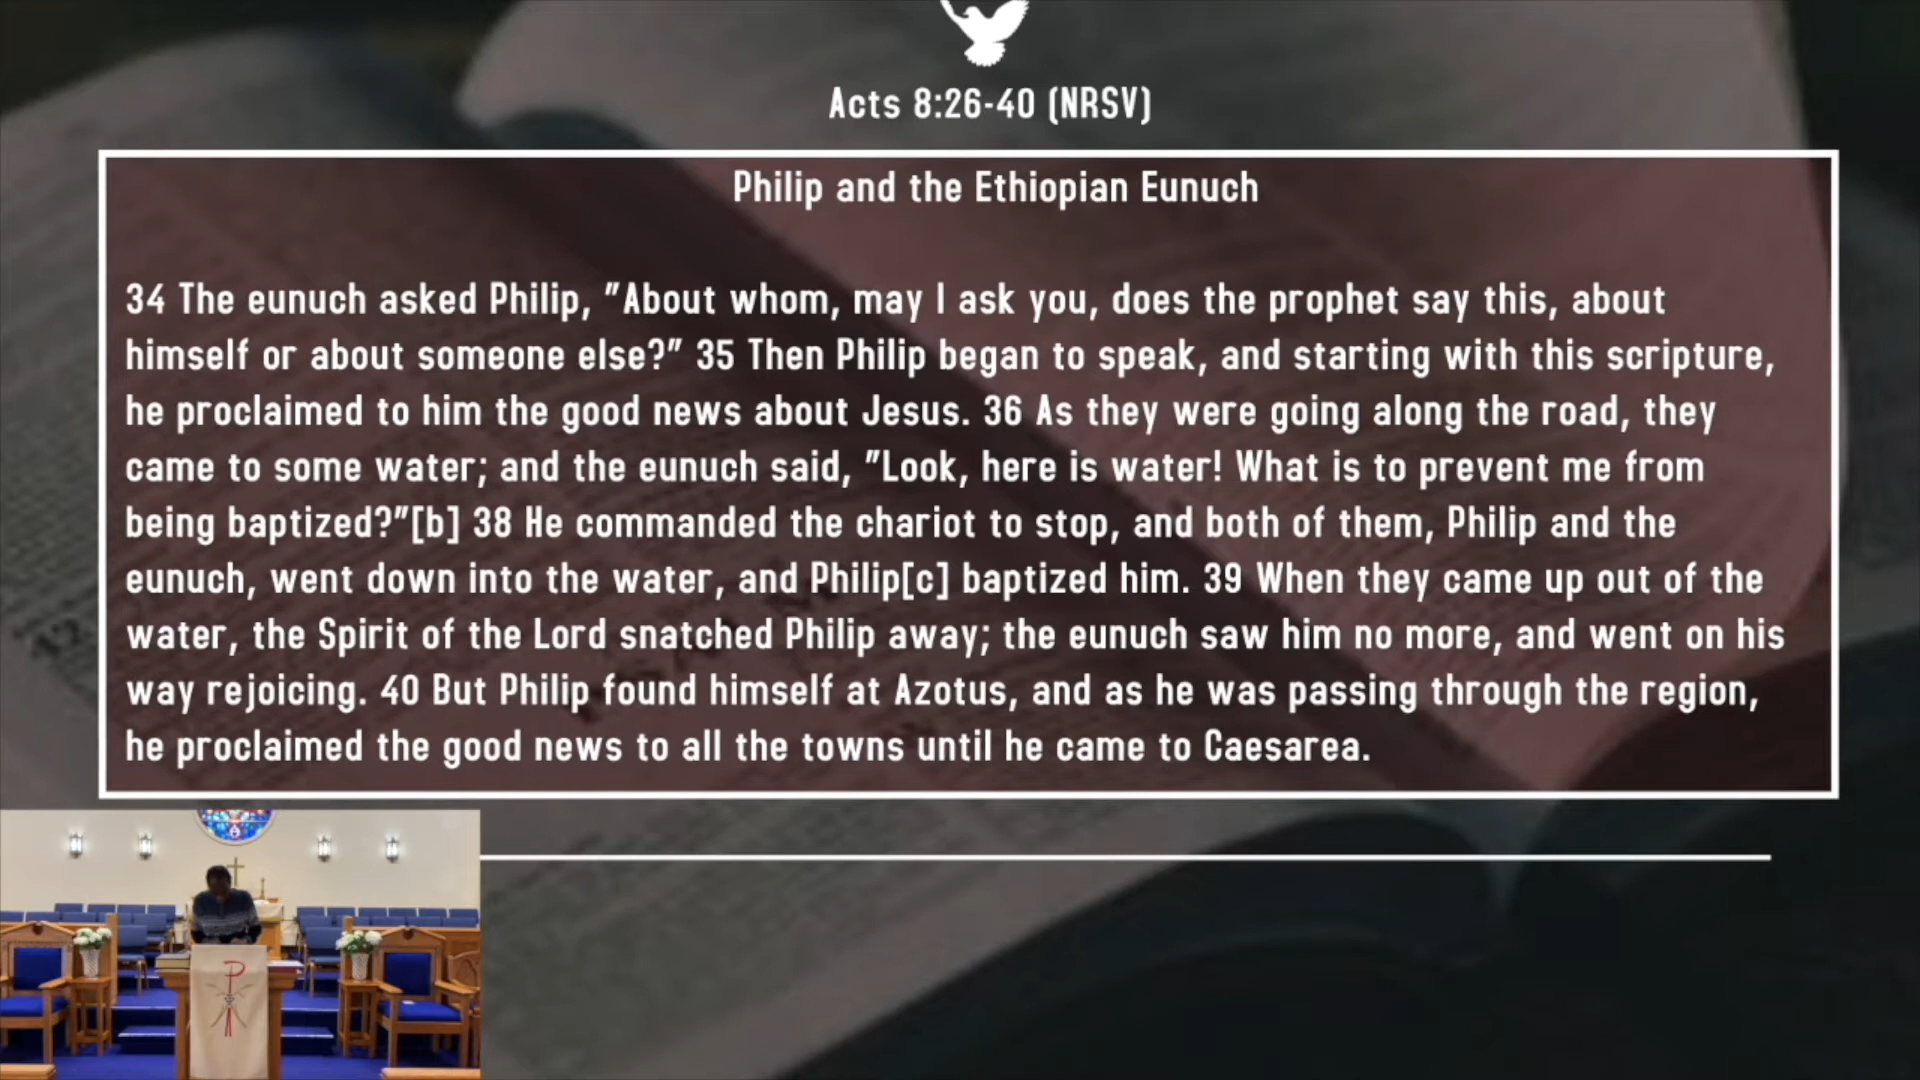 Acts 8:26-40 (NRSV)
Philip and the Ethiopian Eunuch
34 The eunuch asked Philip, "About whom, may I ask you, does the prophet say this, about
himself or about someone else?" 35 Then Philip began to speak, and starting with this scripture,
he proclaimed to him the good news about Jesus. 36 As they were going along the road, they
came to some water; and the eunuch said, "Look, here is water! What is to prevent me from
being baptized?"[b] 38 He commanded the chariot to stop, and both of them, Philip and the
eunuch, went down into the water, and Philip[c] baptized him. 39 When they came up out of the
water, the Spirit of the Lord snatched Philip away; the eunuch saw him no more, and went on his
way rejoicing. 40 But Philip found himself at Azotus, and as he was passing through the region,
he proclaimed the good news to all the towns until he came to Caesarea.